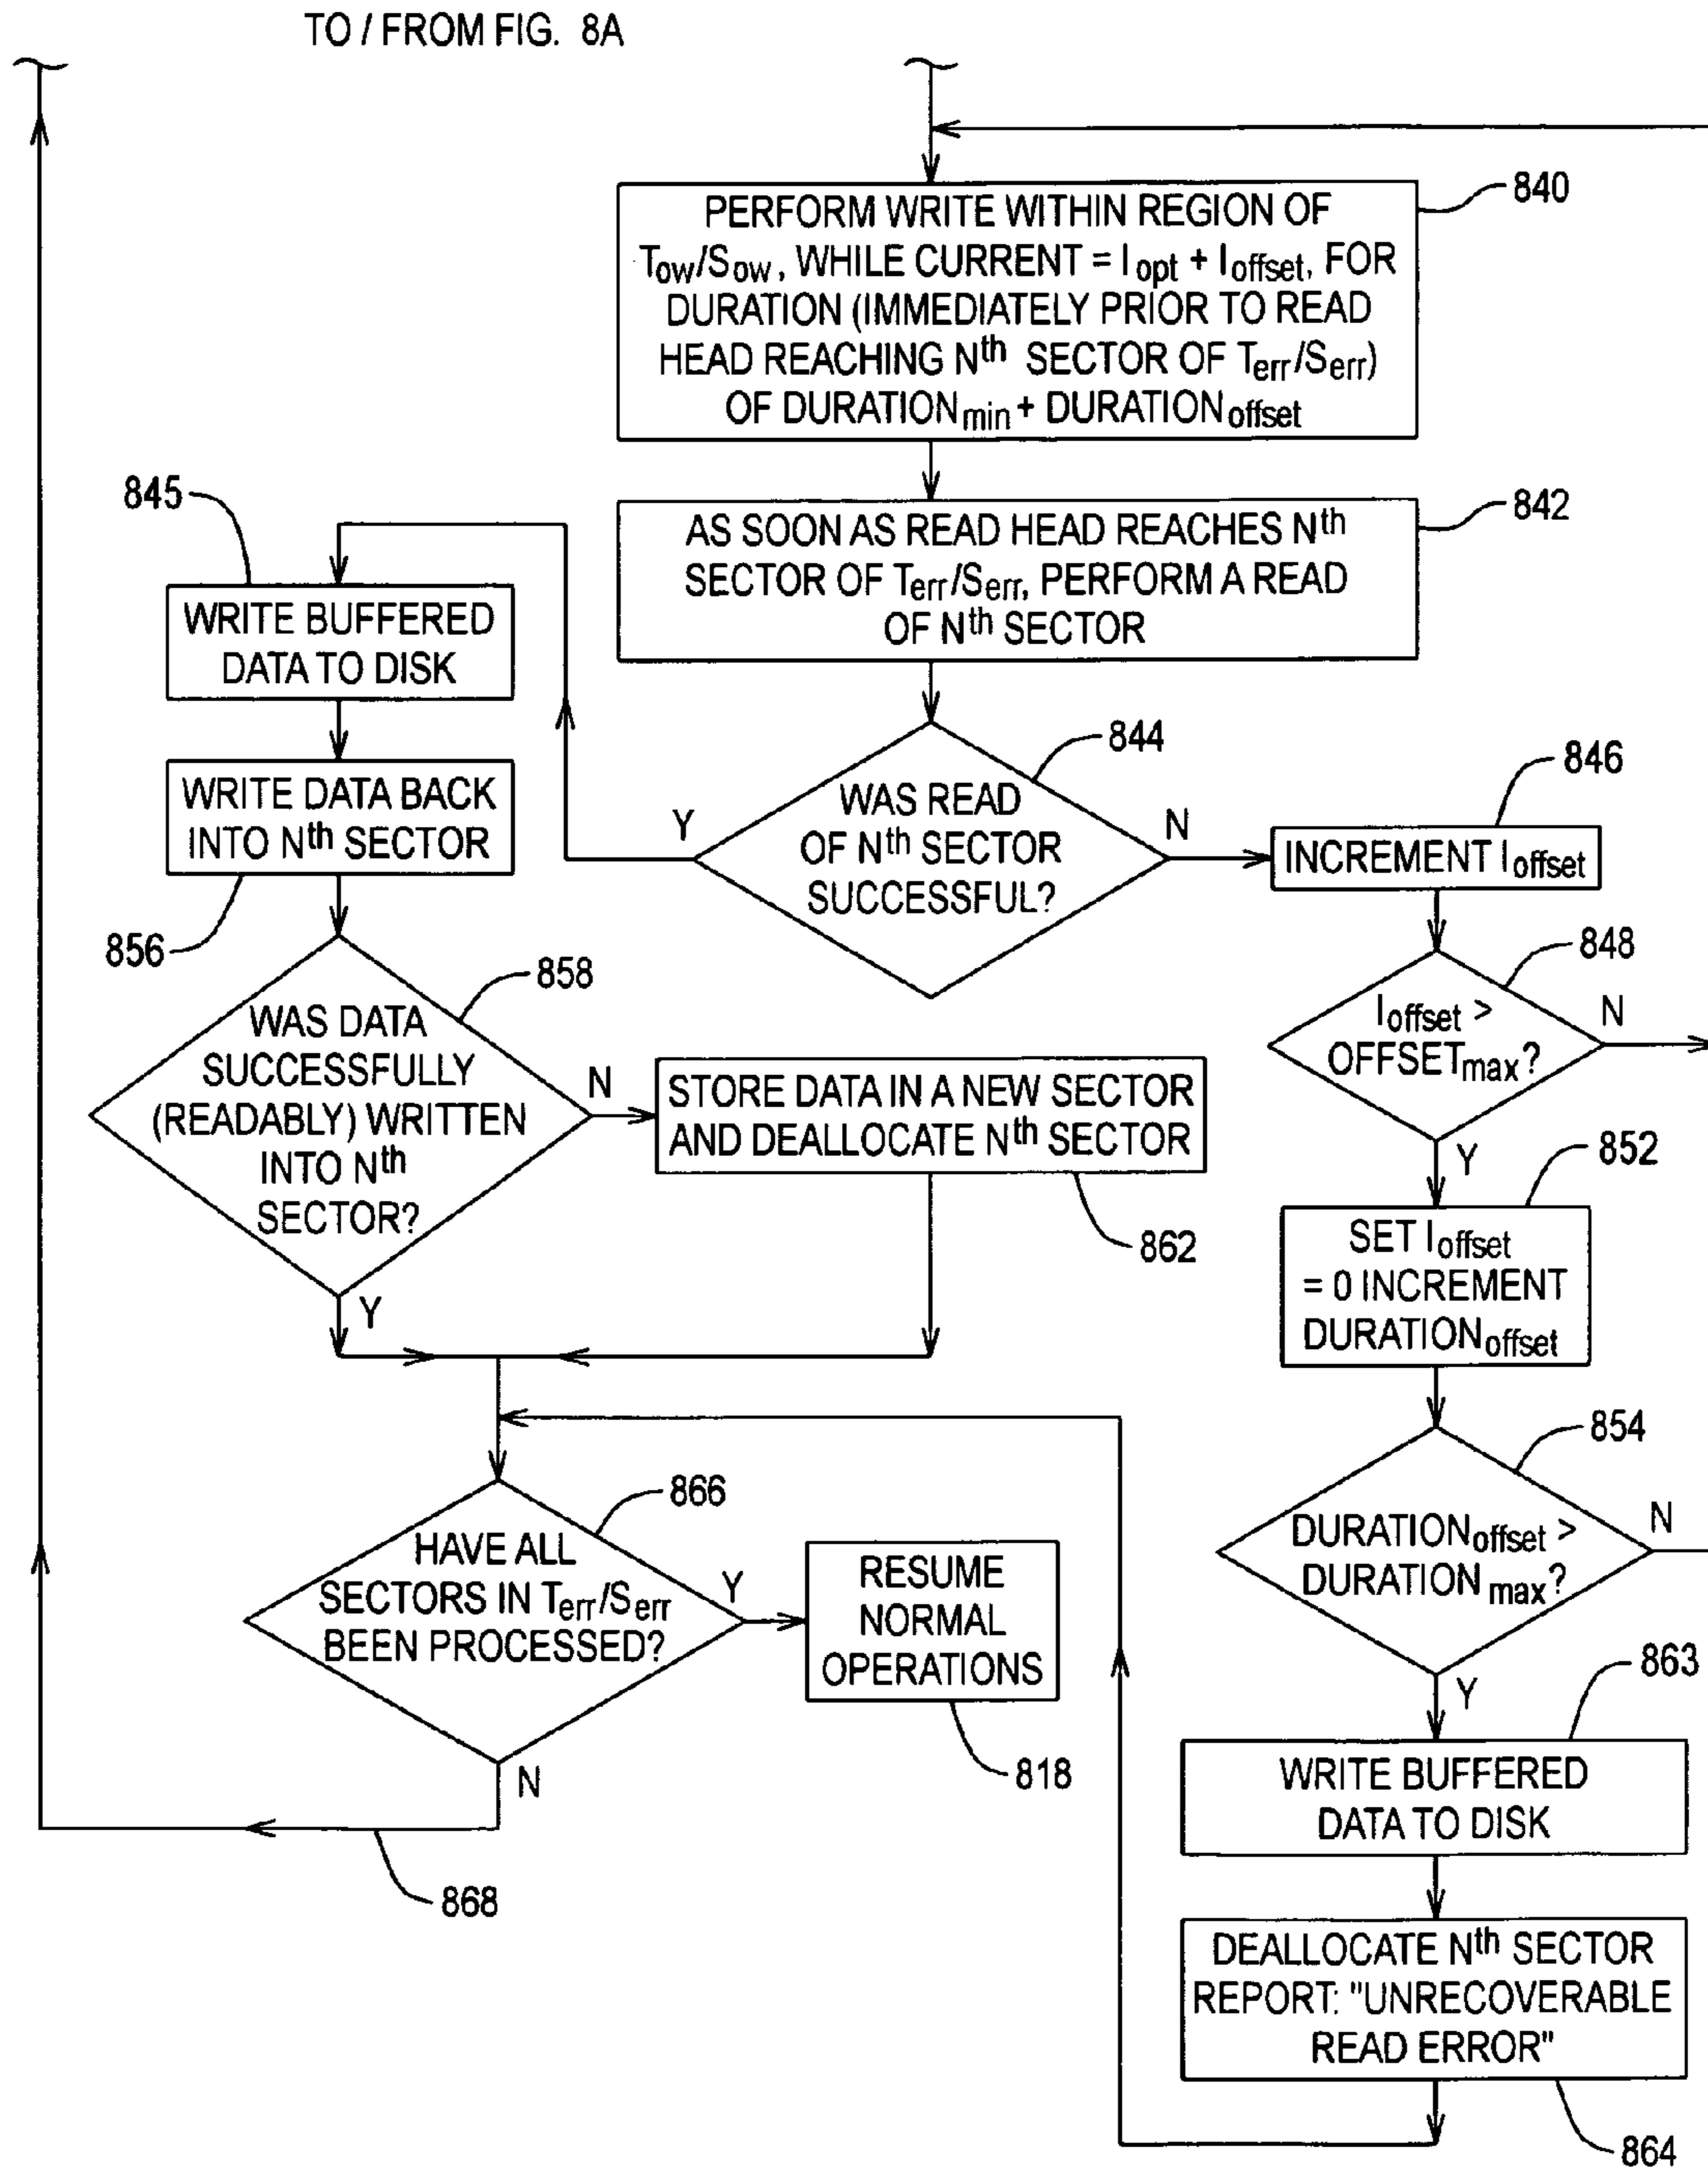 TO / FROM FIG. 8A
840
PERFORM WRITE WITHIN REGION OF
Tow/Sow, WHILE CURRENT = Iopt + Ioffset, FOR
DURATION (IMMEDIATELY PRIOR TO READ
HEAD REACHING Nth SECTOR OF Terr/Serr)
OF DURATIONmin + DURATIONoffset
842
AS SOON AS READ HEAD REACHES Nth
SECTOR OF Terr/Serr, PERFORM A READ
OF Nth SECTOR
845
WRITE BUFFERED
DATA TO DISK
844
WAS READ
OF Nth SECTOR
SUCCESSFUL?
Y
N
846
INCREMENT Ioffset
WRITE DATA BACK
INTO Nth SECTOR
856
848
Ioffset >
OFFSETmax?
N
Y
858
WAS DATA
SUCCESSFULLY
(READABLY) WRITTEN
INTO Nth
SECTOR?
N
Y
STORE DATA IN A NEW SECTOR
AND DEALLOCATE Nth SECTOR
862
852
SET Ioffset
= 0 INCREMENT
DURATIONoffset
854
DURATIONoffset >
DURATION max?
N
Y
866
HAVE ALL
SECTORS IN Terr/Serr
BEEN PROCESSED?
Y
N
RESUME
NORMAL
OPERATIONS
818
868
863
WRITE BUFFERED
DATA TO DISK
DEALLOCATE Nth SECTOR
REPORT: "UNRECOVERABLE
READ ERROR"
864